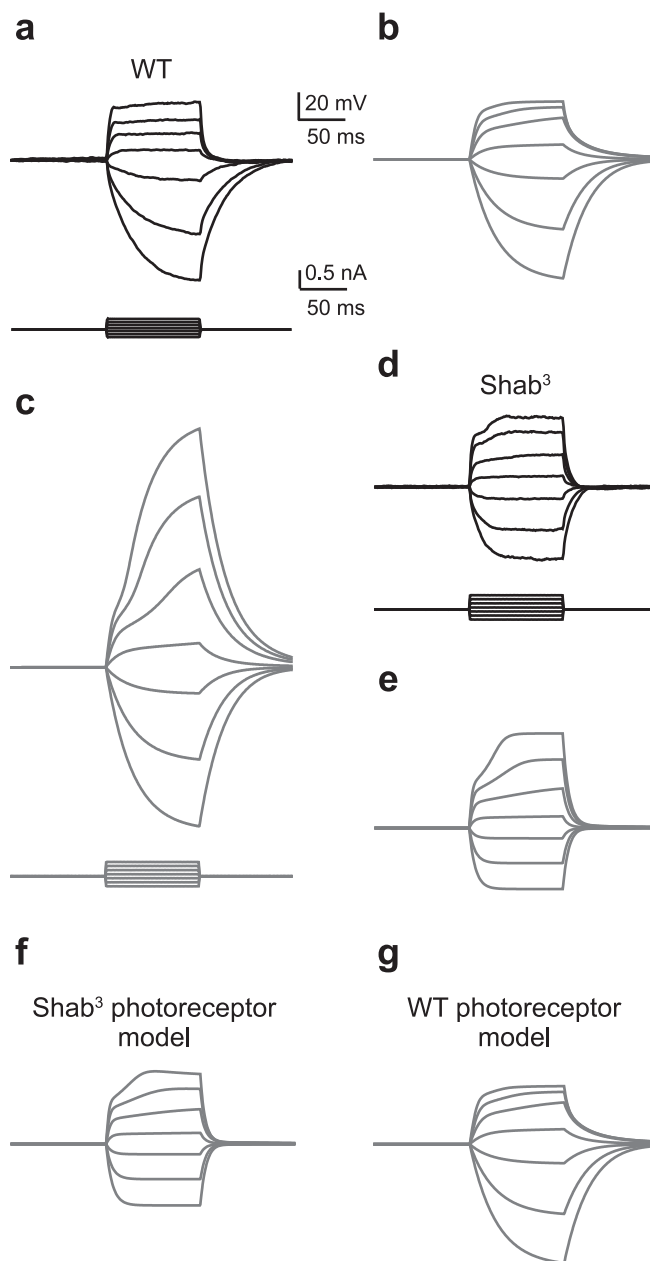 a
WT
20 mV
50 ms
b
0.5 nA
50 ms
c
d
Shab³
e
f
Shab³ photoreceptor
model
g
WT photoreceptor
model